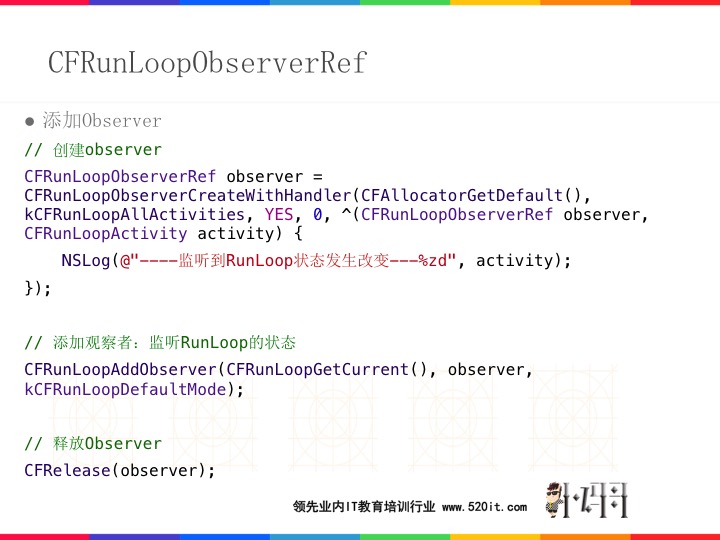 CFRunLoopObserverRef
● 添加Observer
// 创建observer
CFRunLoopObserverRef observer =
CFRunLoopObserverCreateWithHandler(CFAllocatorGetDefault(),
kCFRunLoopAllActivities, YES, 0, ^(CFRunLoopObserverRef observer,
CFRunLoopActivity activity) {
NSLog(@"----监听到RunLoop状态发生改变---%zd", activity);
});
// 添加观察者：监听RunLoop的状态
CFRunLoopAddObserver(CFRunLoopGetCurrent(), observer,
kCFRunLoopDefaultMode);
// 释放Observer
CFRelease(observer);
领先业内IT教育培训行业 www.520it.com
小码哥